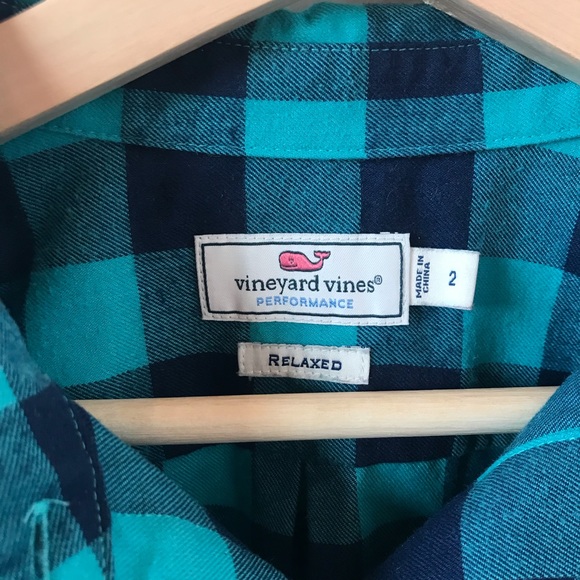 vineyard vines®
PERFORMANCE
MADE IN
CHINA
2
RELAXED